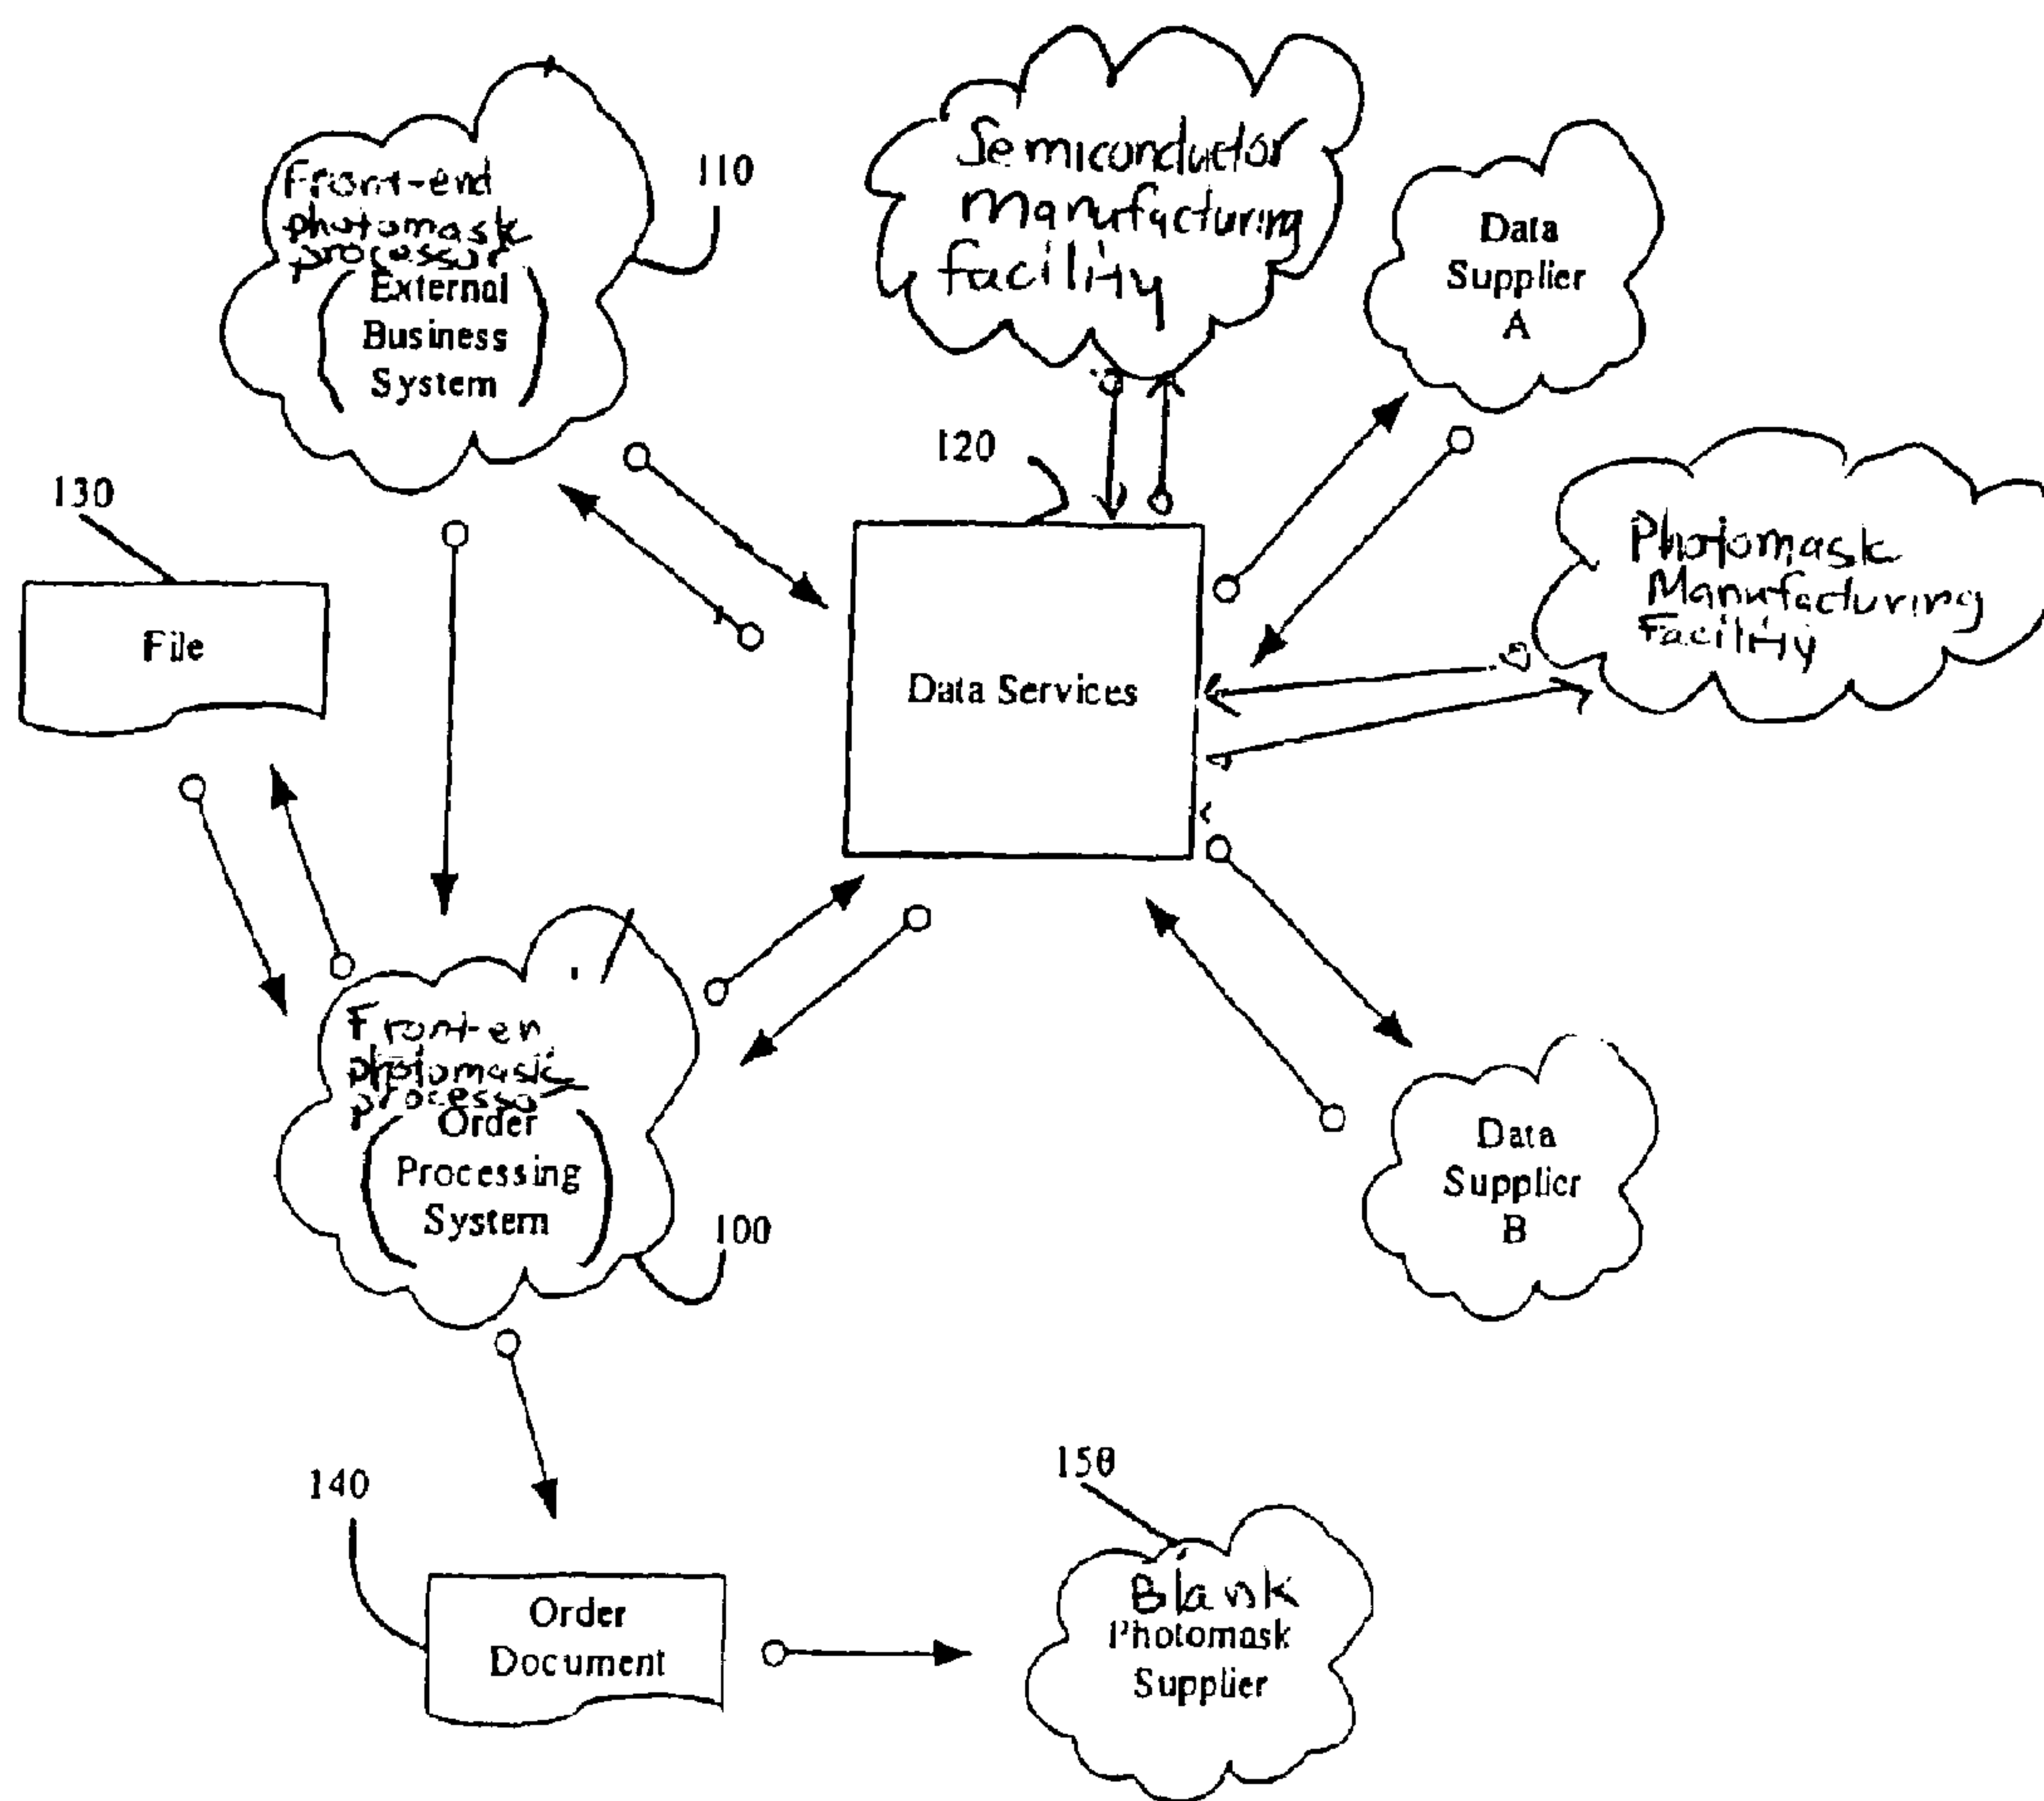 110
Front-end
photomask
processor
External
Business
System
Semiconductor
Manufacturing
facility
Data
Supplier
A
130
File
120
Data Services
Photomask
Manufacturing
Facility
Front-en
photomask
processor
Order
Processing
System
100
Data
Supplier
B
140
Order
Document
150
Blank
Photomask
Supplier